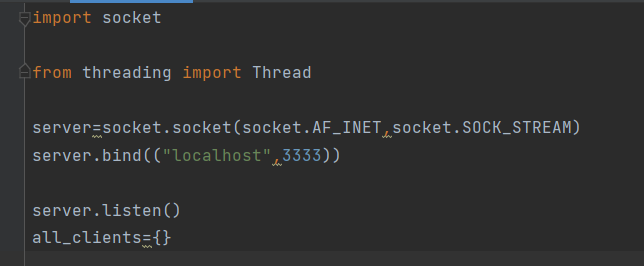 import socket
from threading import Thread
server=socket.socket(socket.AF_INET,socket.SOCK_STREAM)
server.bind(("localhost",3333))
server.listen()
all_clients={}